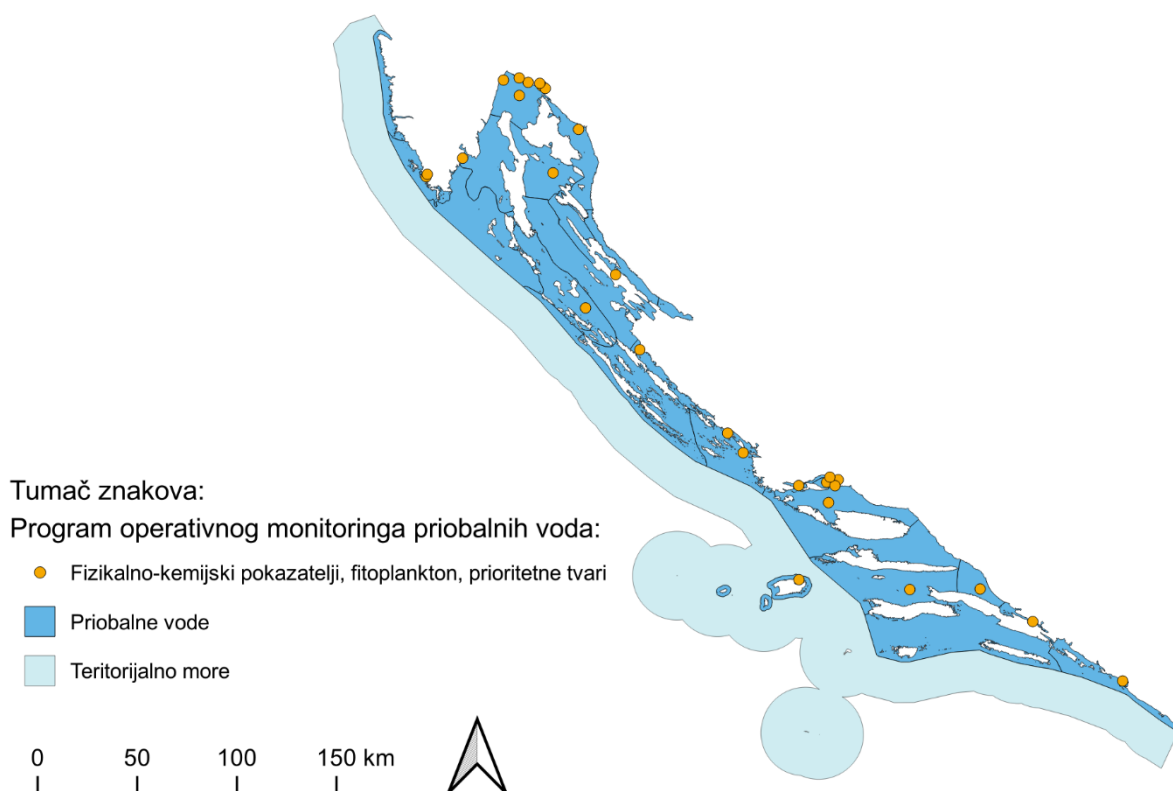 Tumač znakova:
Program operativnog monitoringa priobalnih voda:
Fizikalno-kemijski pokazatelji, fitoplankton, prioritetne tvari
Priobalne vode
Teritorijalno more
0 50 100 150 km